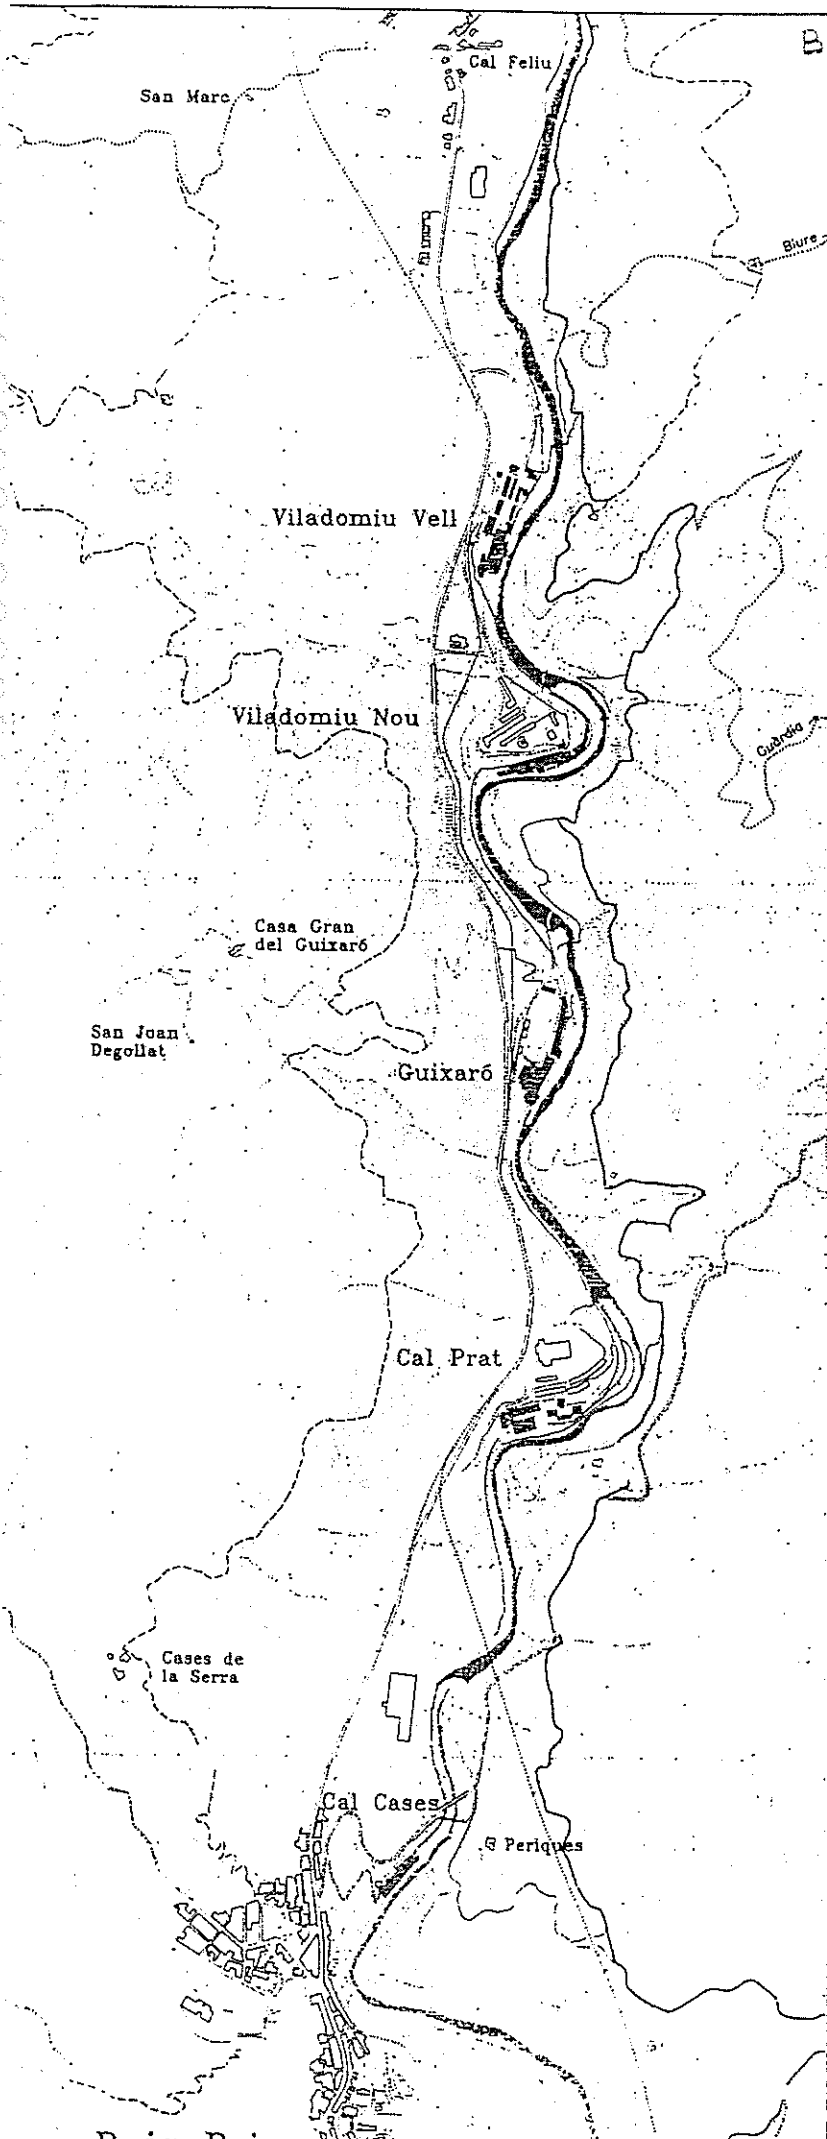 B
Cal Feliu
San Marc
Biure
Viladomiu Vell
Viladomiu Nou
Guàrdia
Casa Gran
del Guixaró
San Joan
Degollat
Guixaró
Cal Prat
Cases de
la Serra
Cal Cases
Periques